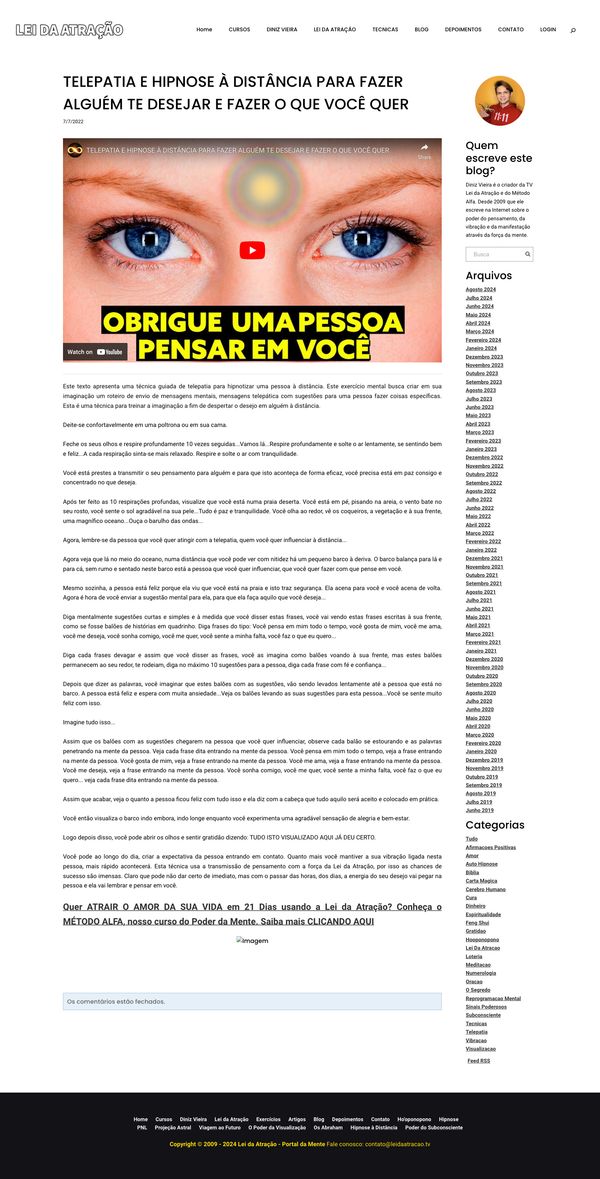 LEI DA ATRAÇÃO
Home CURSOS DINIZ VIEIRA LEI DA ATRAÇÃO TECNICAS BLOG DEPOIMENTOS CONTATO LOGIN
TELEPATIA E HIPNOSE À DISTÂNCIA PARA FAZER
ALGUÉM TE DESEJAR E FAZER O QUE VOCÊ QUER
7/7/2022
TELEPATIA E HIPNOSE À DISTÂNCIA PARA FAZER ALGUÉM TE DESEJAR E FAZER O QUE VOCÊ QUER
Share
OBRIGUE UMA PESSOA
PENSAR EM VOCÊ
Watch on YouTube
Este texto apresenta uma técnica guiada de telepatia para hipnotizar uma pessoa à distância. Este exercício mental busca criar em sua
imaginação um roteiro de envio de mensagens mentais, mensagens telepática com sugestões para uma pessoa fazer coisas específicas.
Esta é uma técnica para treinar a imaginação a fim de despertar o desejo em alguém à distância.
Deite-se confortavelmente em uma poltrona ou em sua cama.
Feche os seus olhos e respire profundamente 10 vezes seguidas...Vamos lá...Respire profundamente e solte o ar lentamente, se sentindo bem
e feliz...A cada respiração sinta-se mais relaxado. Respire e solte o ar com tranquilidade.
Você está prestes a transmitir o seu pensamento para alguém e para que isto aconteça de forma eficaz, você precisa está em paz consigo e
concentrado no que deseja.
Após ter feito as 10 respirações profundas, visualize que você está numa praia deserta. Você está em pé, pisando na areia, o vento bate no
seu rosto, você sente o sol agradável na sua pele...Tudo é paz e tranquilidade. Você olha ao redor, vê os coqueiros, a vegetação e à sua frente,
uma magnífico oceano...Ouça o barulho das ondas...
Agora, lembre-se da pessoa que você quer atingir com a telepatia, quem você quer influenciar à distância...
Agora veja que lá no meio do oceano, numa distância que você pode ver com nitidez há um pequeno barco à deriva. O barco balança para lá e
para cá, sem rumo e sentado neste barco está a pessoa que você quer influenciar, que você quer fazer com que pense em você.
Mesmo sozinha, a pessoa está feliz porque ela viu que você está na praia e isto traz segurança. Ela acena para você e você acena de volta.
Agora é hora de você enviar a sugestão mental para ela, para que ela faça aquilo que você deseja...
Diga mentalmente sugestões curtas e simples e à medida que você disser estas frases, você vai vendo estas frases escritas à sua frente,
como se fosse balões de histórias em quadrinho. Diga frases do tipo: Você pensa em mim todo o tempo, você gosta de mim, você me ama,
você me deseja, você sonha comigo, você me quer, você sente a minha falta, você faz o que eu quero...
Diga cada frases devagar e assim que você disser as frases, você as imagina como balões voando à sua frente, mas estes balões
permanecem ao seu redor, te rodeiam, diga no máximo 10 sugestões para a pessoa, diga cada frase com fé e confiança...
Depois que dizer as palavras, você imaginar que estes balões com as sugestões, vão sendo levados lentamente até a pessoa que está no
barco. A pessoa está feliz e espera com muita ansiedade...Veja os balões levando as suas sugestões para esta pessoa...Você se sente muito
feliz com isso.
Imagine tudo isso...
Assim que os balões com as sugestões chegarem na pessoa que você quer influenciar, observe cada balão se estourando e as palavras
penetrando na mente da pessoa. Veja cada frase dita entrando na mente da pessoa. Você pensa em mim todo o tempo, veja a frase entrando
na mente da pessoa. Você gosta de mim, veja a frase entrando na mente da pessoa. Você me ama, veja a frase entrando na mente da pessoa.
Você me deseja, veja a frase entrando na mente da pessoa. Você sonha comigo, você me quer, você sente a minha falta, você faz o que eu
quero... veja cada frase dita entrando na mente da pessoa.
Assim que acabar, veja o quanto a pessoa ficou feliz com tudo isso e ela diz com a cabeça que tudo aquilo será aceito e colocado em prática.
Você então visualiza o barco indo embora, indo longe enquanto você experimenta uma agradável sensação de alegria e bem-estar.
Logo depois disso, você pode abrir os olhos e sentir gratidão dizendo: TUDO ISTO VISUALIZADO AQUI JÁ DEU CERTO.
Você pode ao longo do dia, criar a expectativa da pessoa entrando em contato. Quanto mais você mantiver a sua vibração ligada nesta
pessoa, mais rápido acontecerá. Esta técnica usa a transmissão de pensamento com a força da Lei da Atração, por isso as chances de
sucesso são imensas. Claro que pode não dar certo de imediato, mas com o passar das horas, dos dias, a energia do seu desejo vai pegar na
pessoa e ela vai lembrar e pensar em você.
Quer ATRAIR O AMOR DA SUA VIDA em 21 Dias usando a Lei da Atração? Conheça o
MÉTODO ALFA, nosso curso do Poder da Mente. Saiba mais CLICANDO AQUI
Imagem
Os comentários estão fechados.
11:11
Quem
escreve este
blog?
Diniz Vieira é o criador da TV
Lei da Atração e do Método
Alfa. Desde 2009 que ele
escreve na Internet sobre o
poder do pensamento, da
vibração e da manifestação
através da força da mente.
Busca
Arquivos
Agosto 2024
Julho 2024
Junho 2024
Maio 2024
Abril 2024
Março 2024
Fevereiro 2024
Janeiro 2024
Dezembro 2023
Novembro 2023
Outubro 2023
Setembro 2023
Agosto 2023
Julho 2023
Junho 2023
Maio 2023
Abril 2023
Março 2023
Fevereiro 2023
Janeiro 2023
Dezembro 2022
Novembro 2022
Outubro 2022
Setembro 2022
Agosto 2022
Julho 2022
Junho 2022
Maio 2022
Abril 2022
Março 2022
Fevereiro 2022
Janeiro 2022
Dezembro 2021
Novembro 2021
Outubro 2021
Setembro 2021
Agosto 2021
Julho 2021
Junho 2021
Maio 2021
Abril 2021
Março 2021
Fevereiro 2021
Janeiro 2021
Dezembro 2020
Novembro 2020
Outubro 2020
Setembro 2020
Agosto 2020
Julho 2020
Junho 2020
Maio 2020
Abril 2020
Março 2020
Fevereiro 2020
Janeiro 2020
Dezembro 2019
Novembro 2019
Outubro 2019
Setembro 2019
Agosto 2019
Julho 2019
Junho 2019
Categorias
Tudo
Afirmacoes Positivas
Amor
Auto Hipnose
Bíblia
Carta Magica
Cerebro Humano
Cura
Dinheiro
Espiritualidade
Feng Shui
Gratidao
Hooponopono
Lei Da Atracao
Loteria
Meditacao
Numerologia
Oracao
O Segredo
Reprogramacao Mental
Sinais Poderosos
Subconsciente
Tecnicas
Telepatia
Vibracao
Visualizacao
Feed RSS
Home Cursos Diniz Vieira Lei da Atração Exercícios Artigos Blog Depoimentos Contato Ho'oponopono Hipnose
PNL Projeção Astral Viagem ao Futuro O Poder da Visualização Os Abraham Hipnose à Distância Poder do Subconsciente
Copyright © 2009 - 2024 Lei da Atração - Portal da Mente Fale conosco: contato@leidaatracao.tv